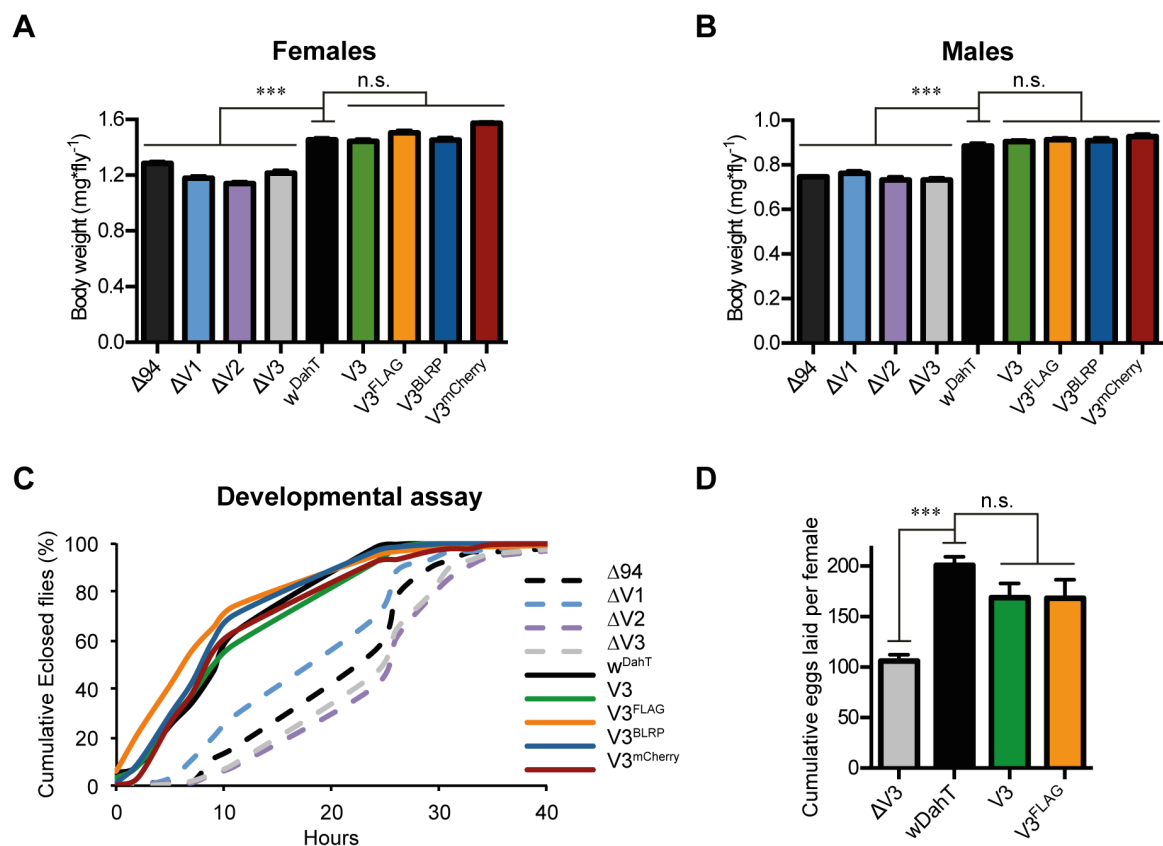 A
Females
n.s.
***
Body weight (mg*fly-1)
1.6
1.2
0.8
0.4
0.0
Δ94
ΔV1
ΔV2
ΔV3
wDahT
V3
V3FLAG
V3BLRP
V3mCherry
B
Males
n.s.
***
Body weight (mg*fly-1)
1.0
0.8
0.6
0.4
0.2
0.0
Δ94
ΔV1
ΔV2
ΔV3
wDahT
V3
V3FLAG
V3BLRP
V3mCherry
C
Developmental assay
Cumulative Eclosed flies (%)
100
80
60
40
20
0
0
10
20
30
40
Hours
Δ94
ΔV1
ΔV2
ΔV3
wDahT
V3
V3FLAG
V3BLRP
V3mCherry
D
n.s.
***
Cumulative eggs laid per female
200
150
100
50
0
ΔV3
wDahT
V3
V3FLAG